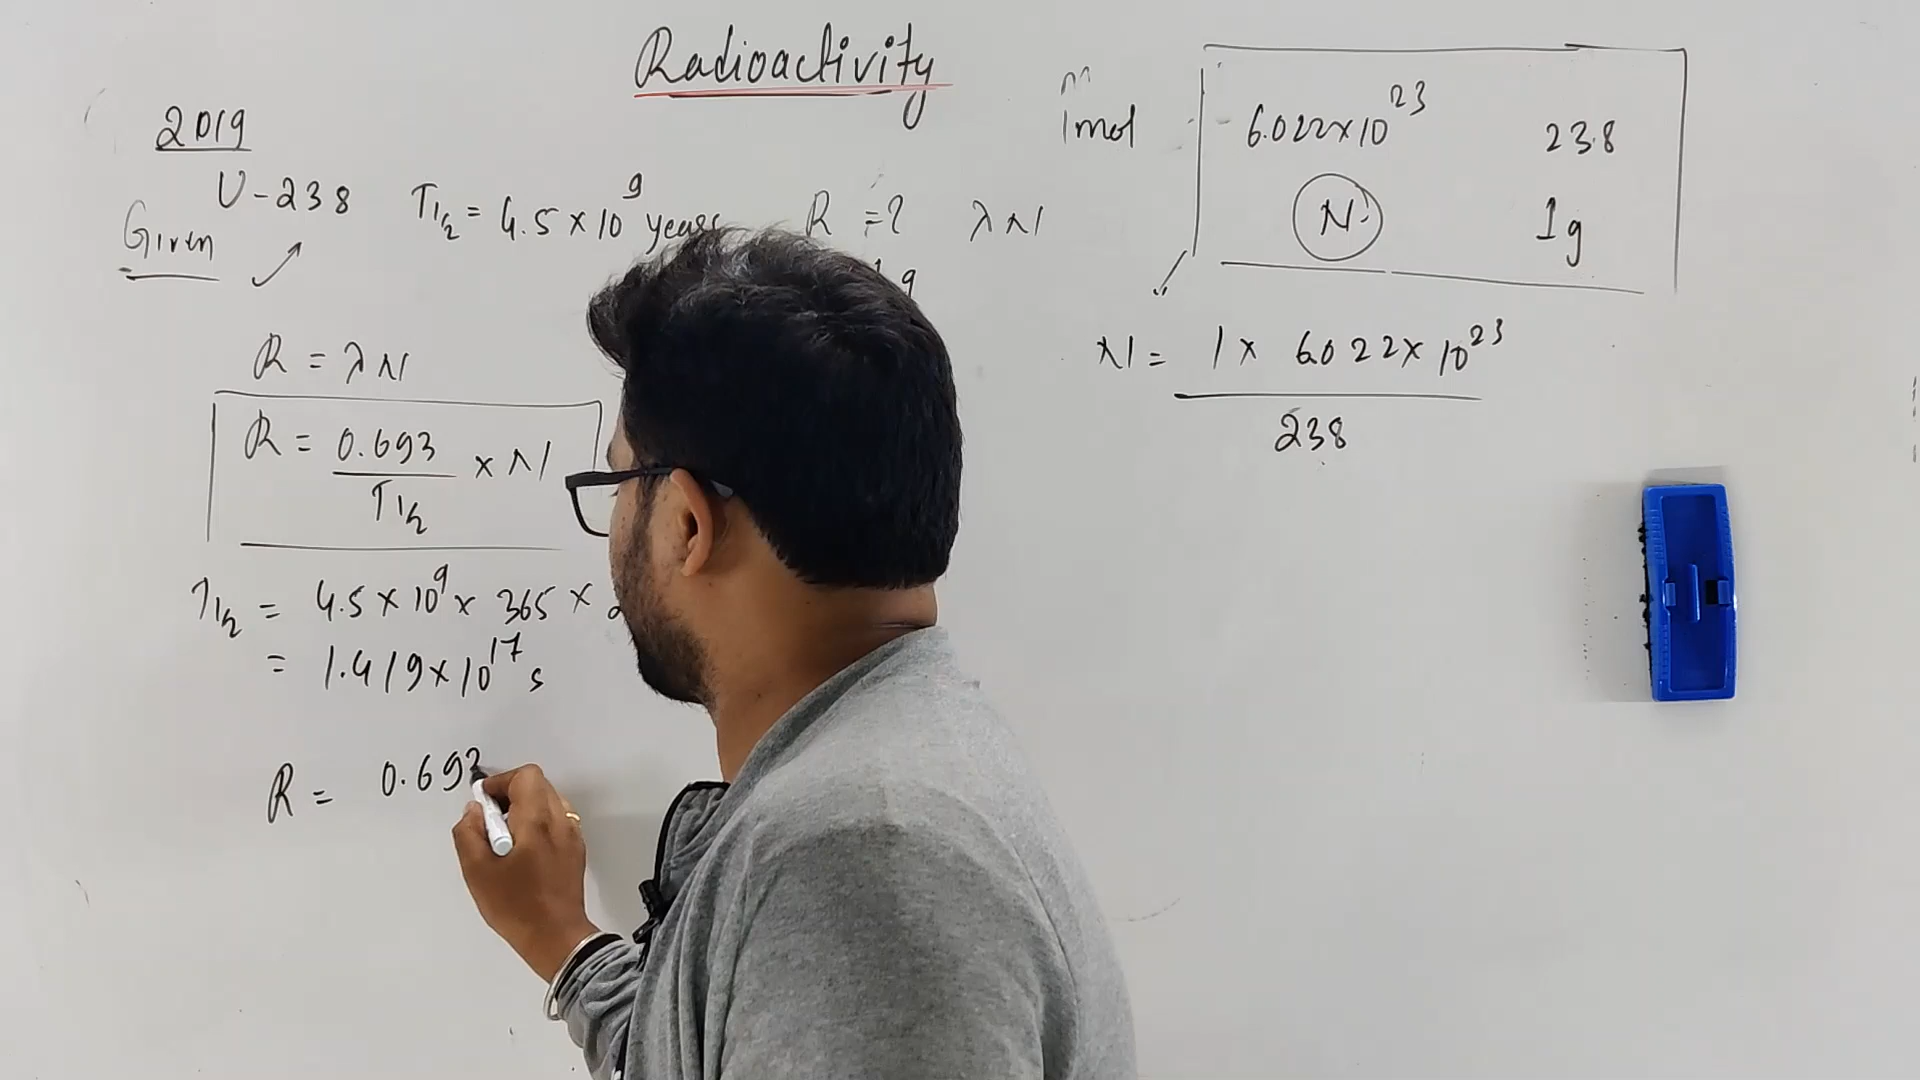 Radioactivity
2019
U-238 T1/2 = 4.5 × 10^9 years R = ? λN
Given
g
R = λN
R = 0.693 / T1/2 × N
T1/2 = 4.5 × 10^9 × 365 ×
= 1.419 × 10^17 s
R = 0.693
1mol 6.022×10^23 238
N 1g
N = 1 × 6.022 × 10^23 / 238